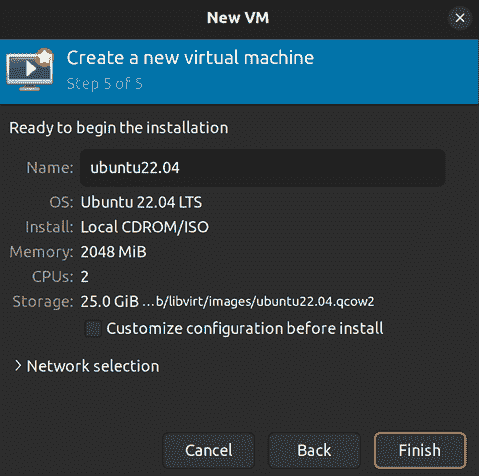 New VM
Create a new virtual machine
Step 5 of 5
Ready to begin the installation
Name: ubuntu22.04
OS: Ubuntu 22.04 LTS
Install: Local CDROM/ISO
Memory: 2048 MiB
CPUs: 2
Storage: 25.0 GiB ...b/libvirt/images/ubuntu22.04.qcow2
Customize configuration before install
Network selection
Cancel Back Finish